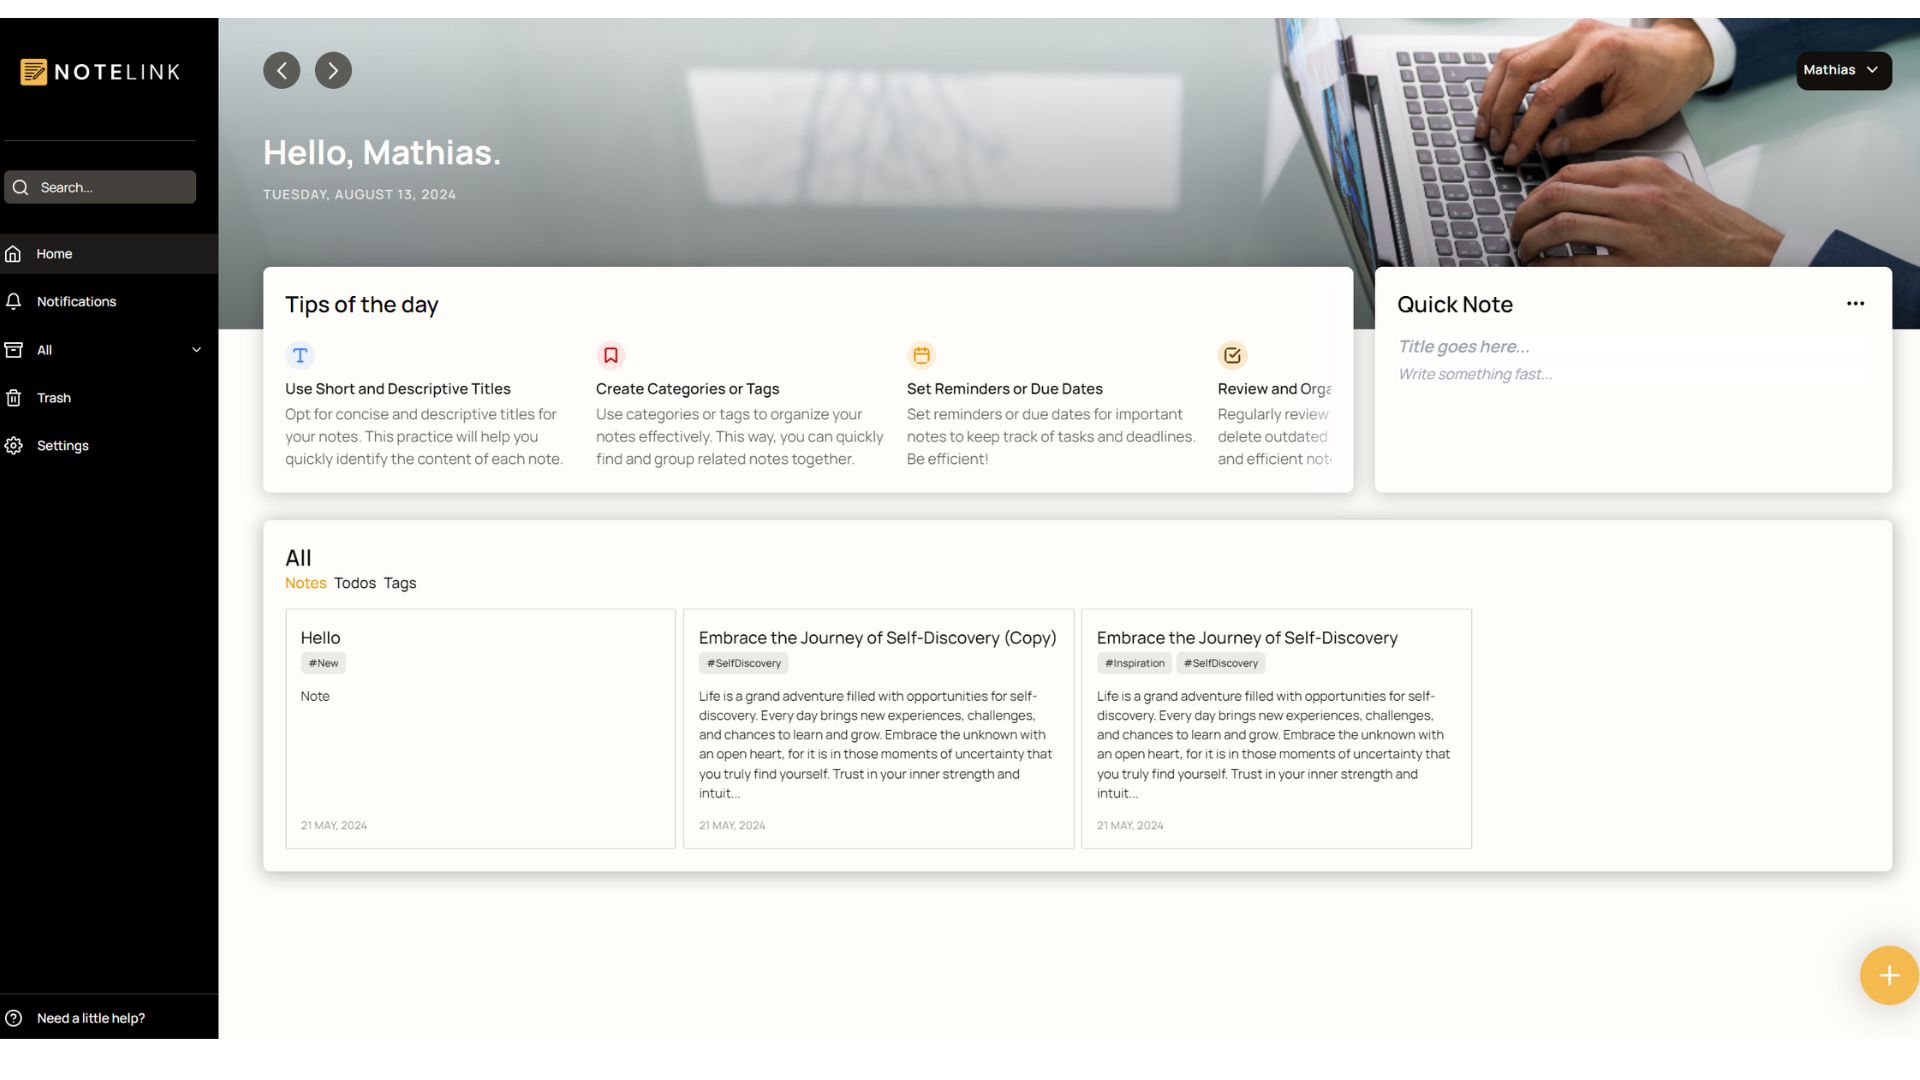 NOTELINK
Search...
Home
Notifications
All
Trash
Settings
Need a little help?
Mathias
Hello, Mathias.
TUESDAY, AUGUST 13, 2024
Tips of the day
Use Short and Descriptive Titles
Opt for concise and descriptive titles for
your notes. This practice will help you
quickly identify the content of each note.
Create Categories or Tags
Use categories or tags to organize your
notes effectively. This way, you can quickly
find and group related notes together.
Set Reminders or Due Dates
Set reminders or due dates for important
notes to keep track of tasks and deadlines.
Be efficient!
Review and Orga
Regularly review
delete outdated
and efficient not
Quick Note
Title goes here...
Write something fast...
All
Notes Todos Tags
Hello
#New
Note
21 MAY, 2024
Embrace the Journey of Self-Discovery (Copy)
#SelfDiscovery
Life is a grand adventure filled with opportunities for self-
discovery. Every day brings new experiences, challenges,
and chances to learn and grow. Embrace the unknown with
an open heart, for it is in those moments of uncertainty that
you truly find yourself. Trust in your inner strength and
intuit...
21 MAY, 2024
Embrace the Journey of Self-Discovery
#Inspiration #SelfDiscovery
Life is a grand adventure filled with opportunities for self-
discovery. Every day brings new experiences, challenges,
and chances to learn and grow. Embrace the unknown with
an open heart, for it is in those moments of uncertainty that
you truly find yourself. Trust in your inner strength and
intuit...
21 MAY, 2024